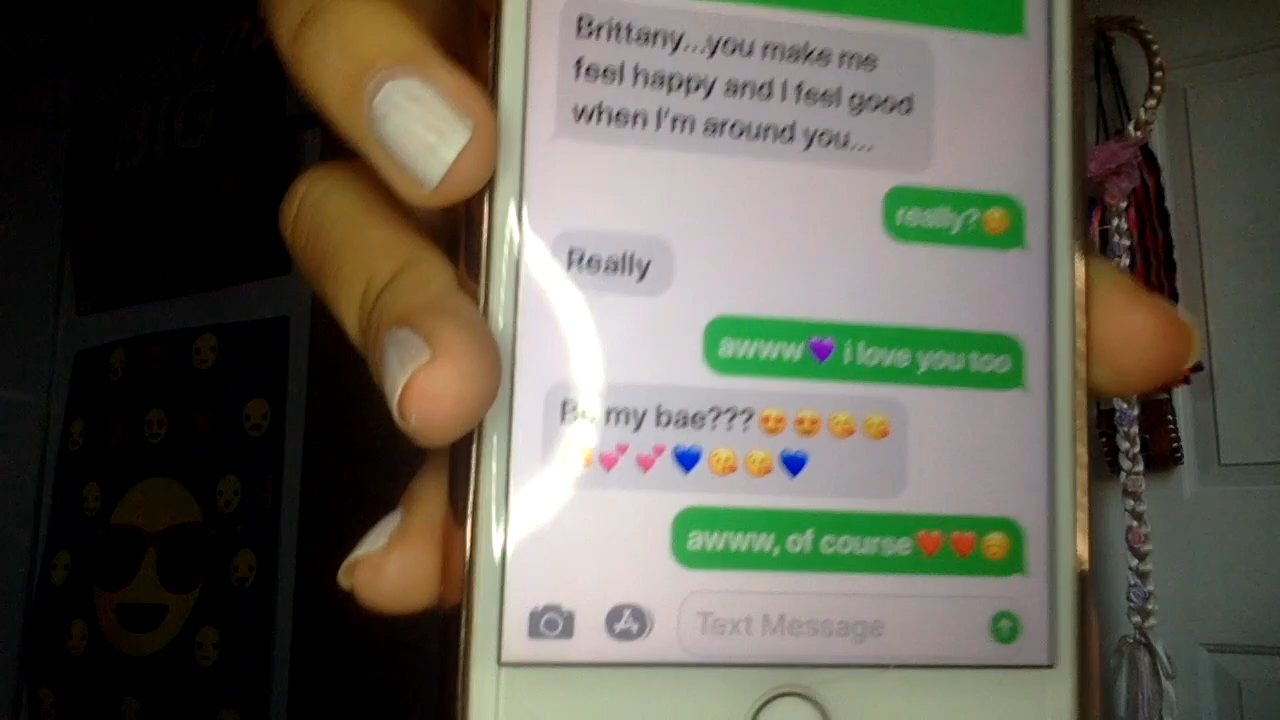 BIG
Brittany...you make me
feel happy and I feel good
when I'm around you...
really?😊
Really
awww💜 i love you too
my bae???😍😍😘😘
💕💕💙😘😘💙
awww, of course❤️❤️😊
Text Message